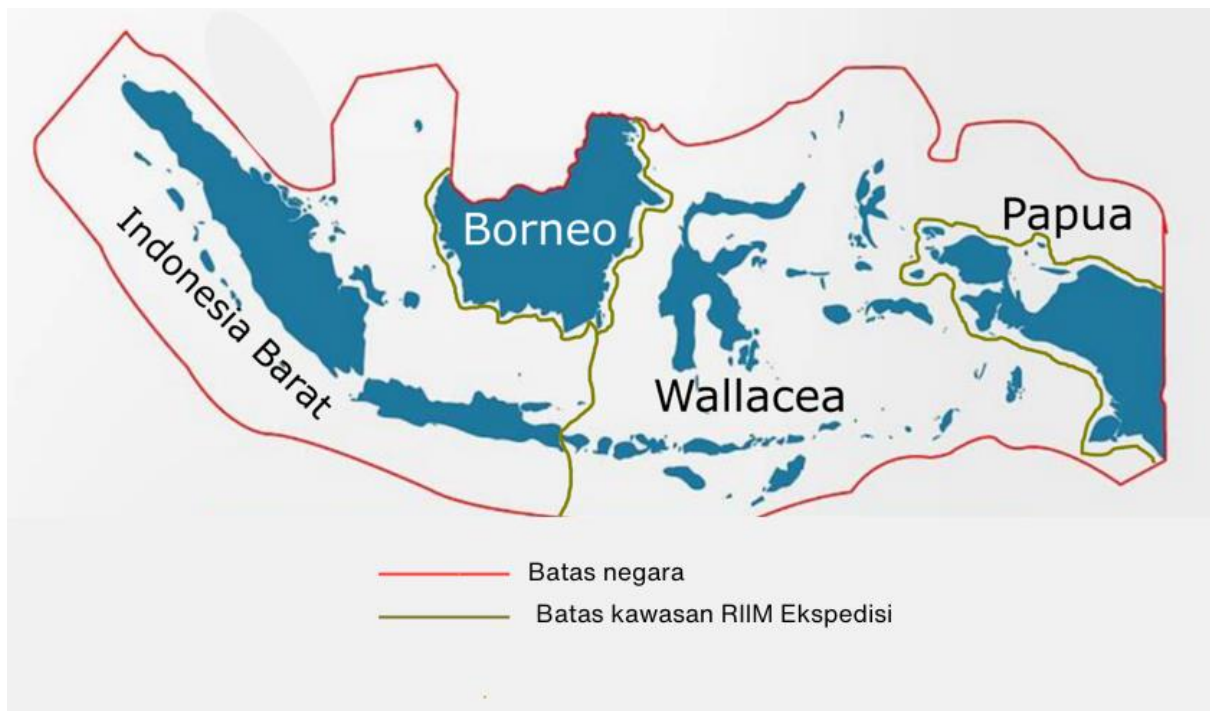 Papua
Borneo
Indonesia Barat
Wallacea
Batas negara
Batas kawasan RIIM Ekspedisi